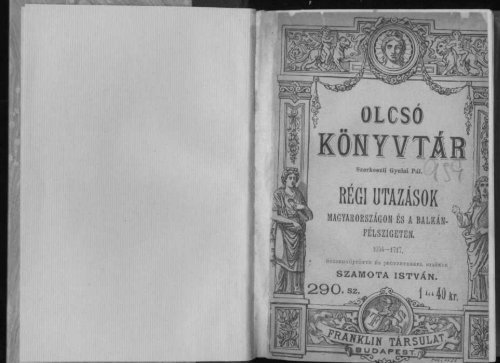 OLCSÓ
KÖNYVTÁR
Szerkeszti Gyulai Pál.
RÉGI UTAZÁSOK
MAGYARORSZÁGON ÉS A BALKÁN-
FÉLSZIGETEN.
1054—1717.
SZAMOTA ISTVÁN.
290. SZ.
1 40 kr.
FRANKLIN TÁRSULAT
BUDAPEST